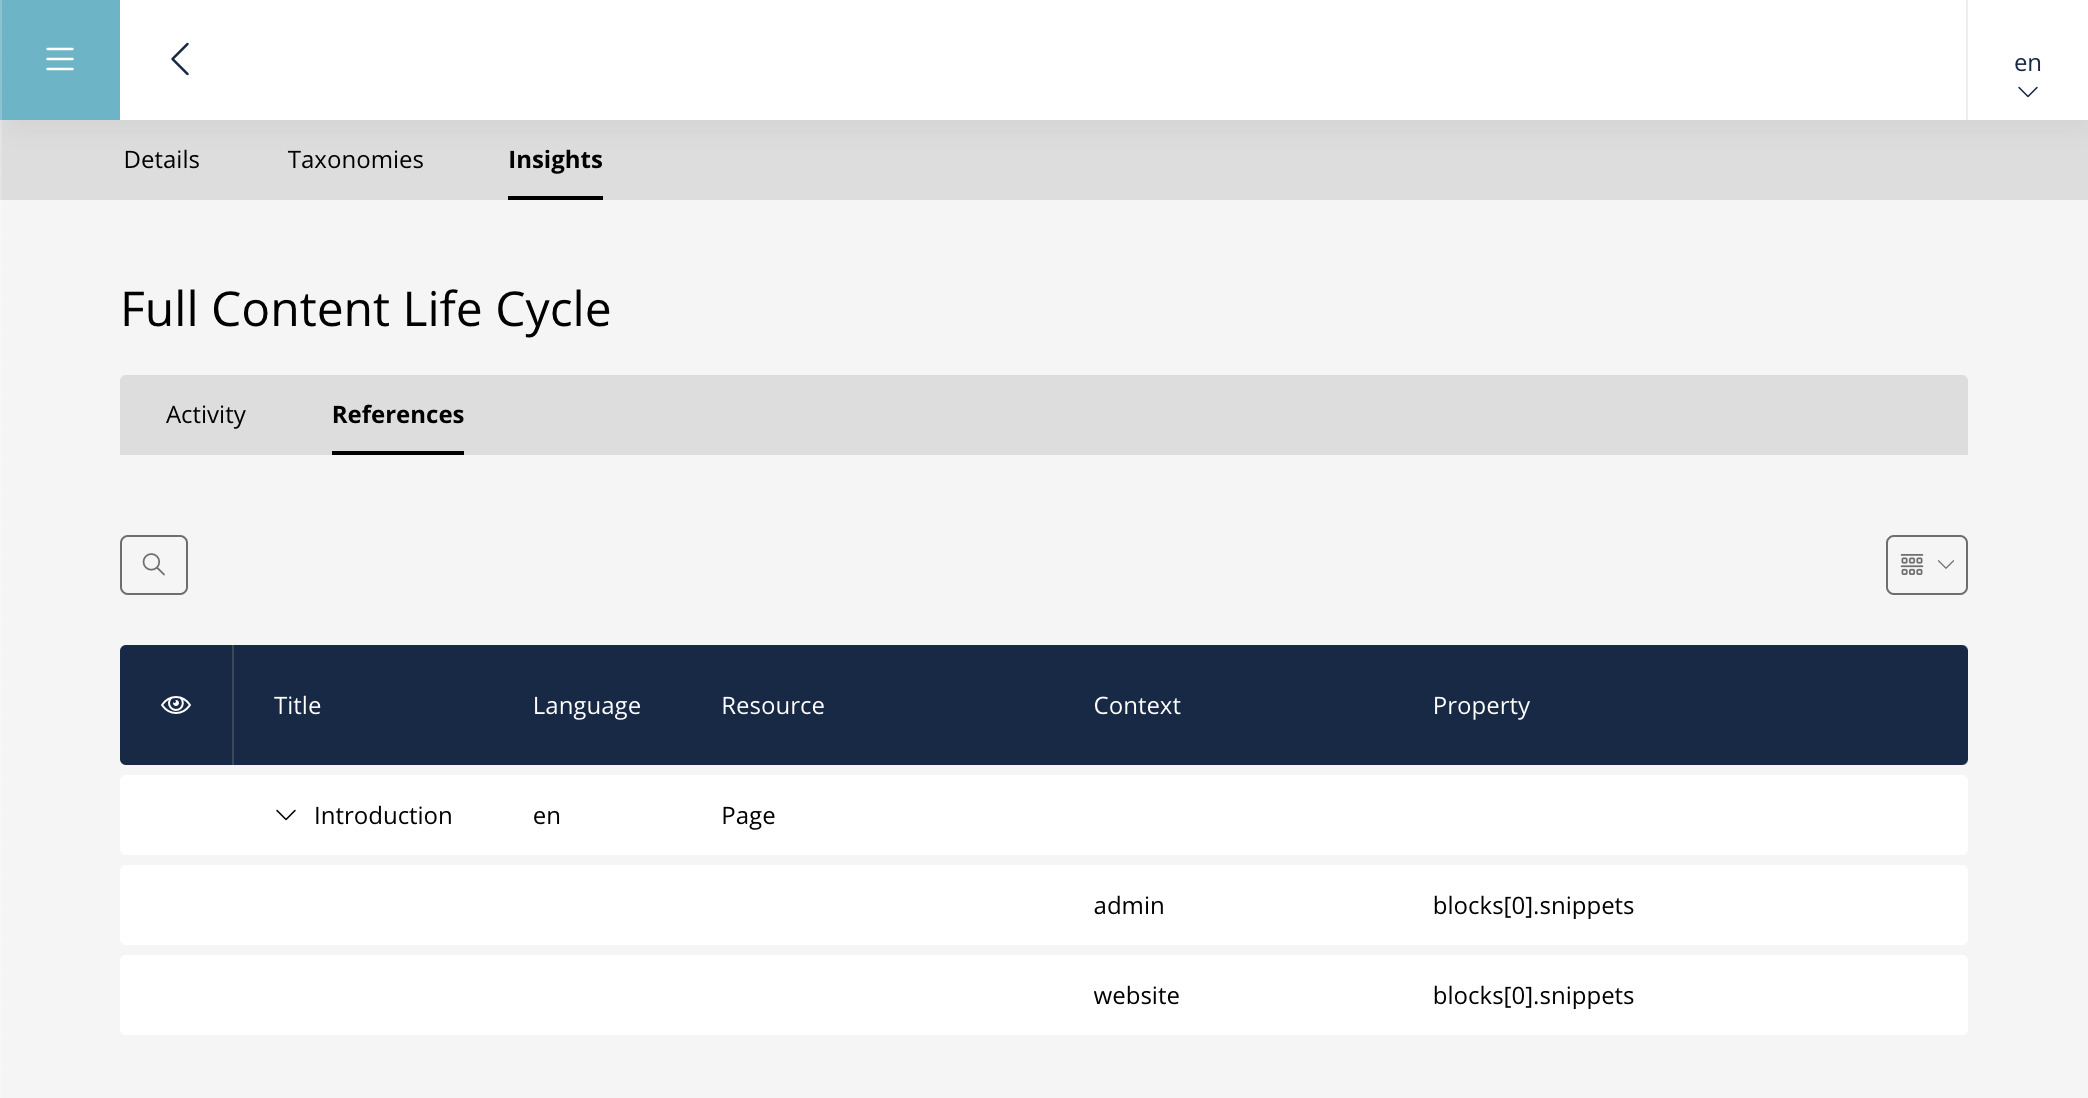 en
Details Taxonomies Insights
Full Content Life Cycle
Activity References
Title Language Resource Context Property
Introduction en Page
admin blocks[0].snippets
website blocks[0].snippets